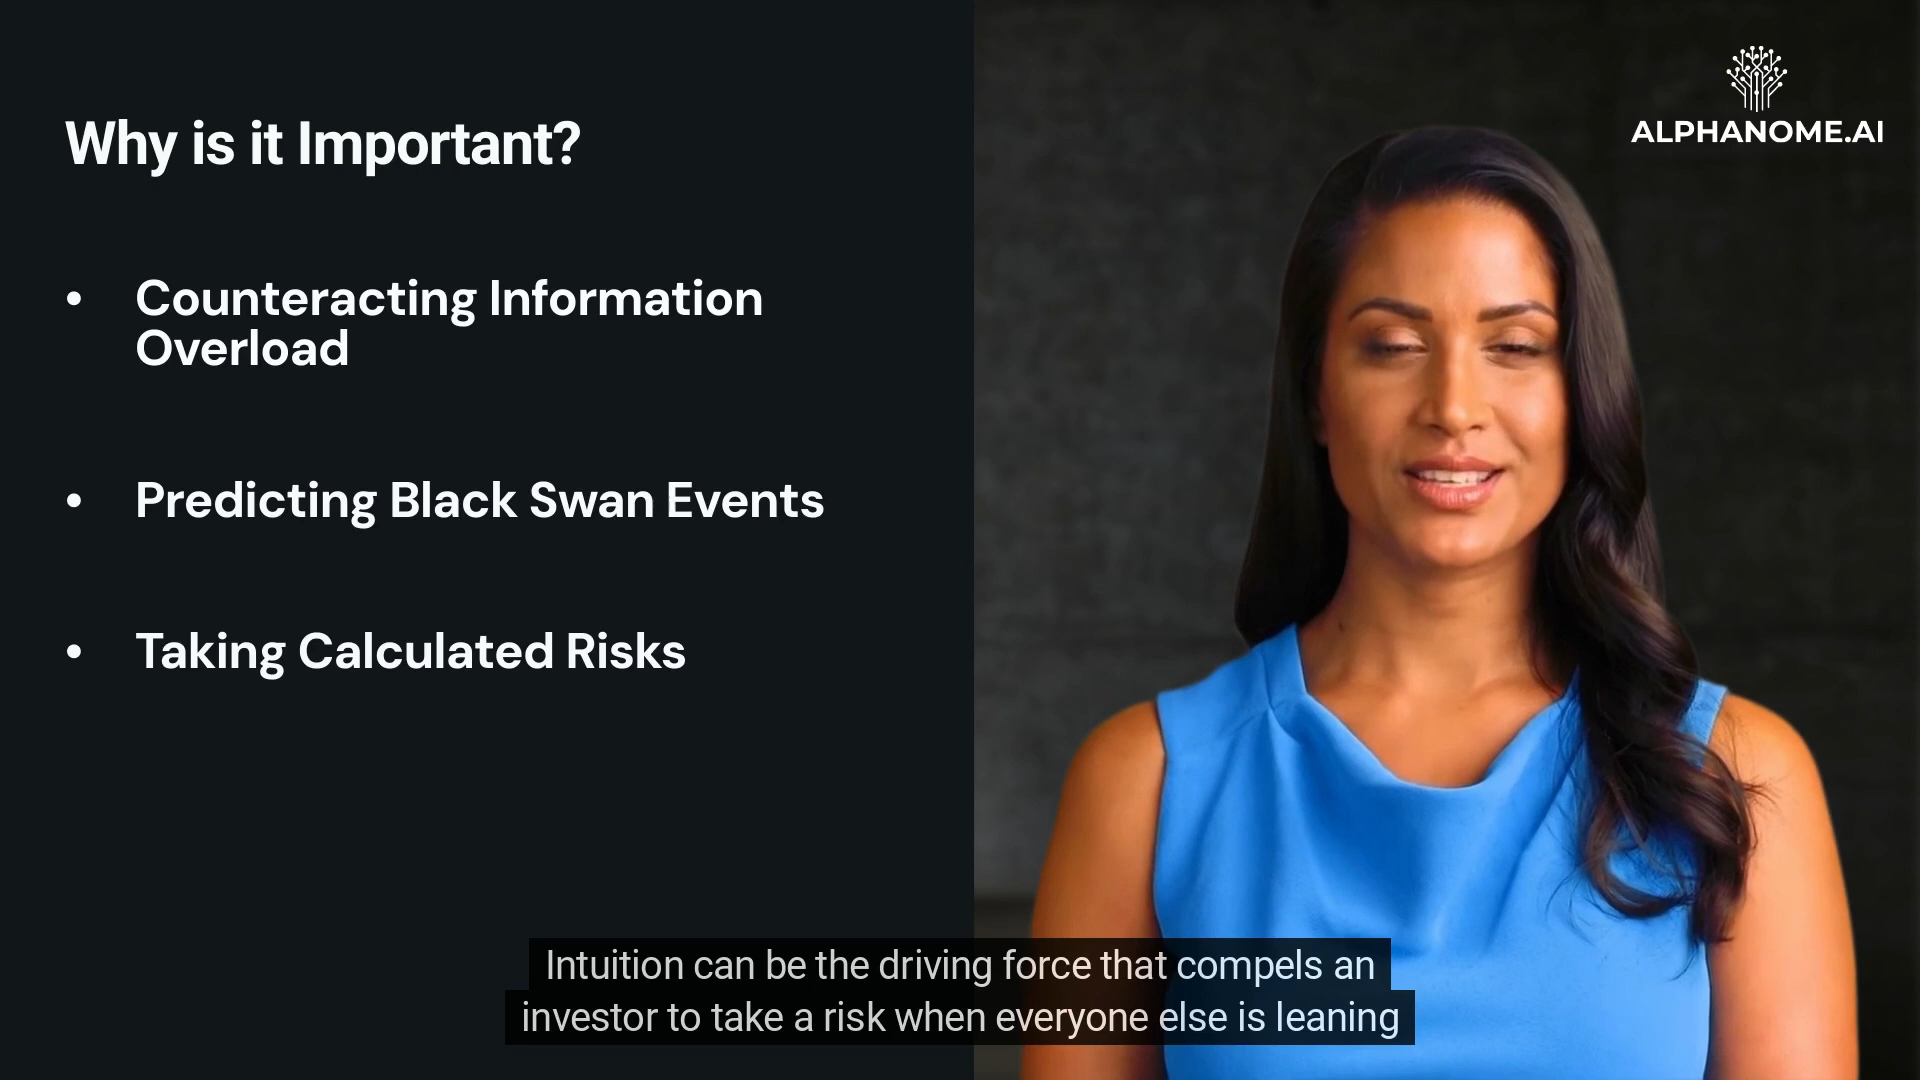 ALPHANOME.AI
Why is it Important?
• Counteracting Information
Overload
• Predicting Black Swan Events
• Taking Calculated Risks
Intuition can be the driving force that compels an
investor to take a risk when everyone else is leaning